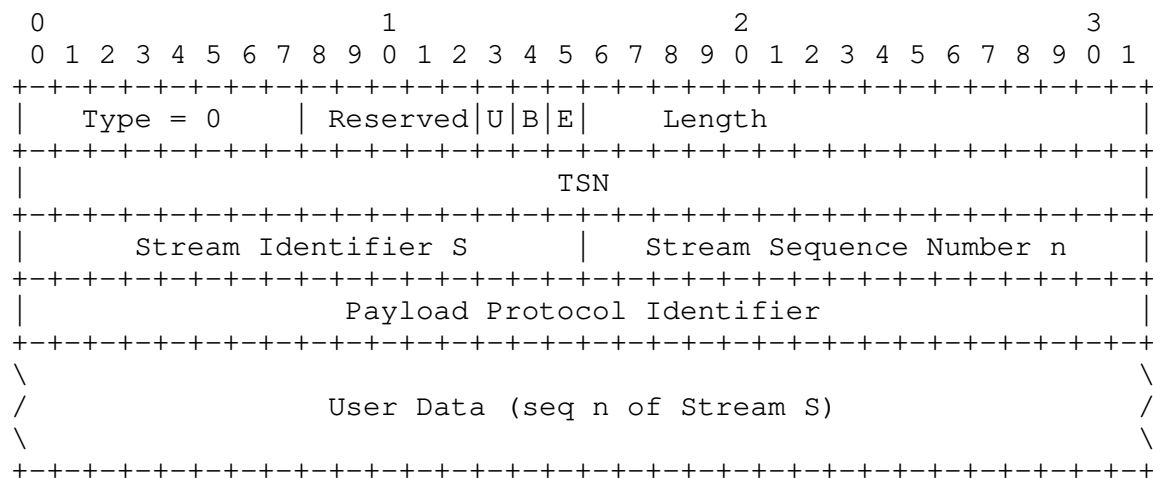 0                   1                   2                   3
 0 1 2 3 4 5 6 7 8 9 0 1 2 3 4 5 6 7 8 9 0 1 2 3 4 5 6 7 8 9 0 1
+-+-+-+-+-+-+-+-+-+-+-+-+-+-+-+-+-+-+-+-+-+-+-+-+-+-+-+-+-+-+-+-+
|   Type = 0    | Reserved|U|B|E|    Length                     |
+-+-+-+-+-+-+-+-+-+-+-+-+-+-+-+-+-+-+-+-+-+-+-+-+-+-+-+-+-+-+-+-+
|                              TSN                              |
+-+-+-+-+-+-+-+-+-+-+-+-+-+-+-+-+-+-+-+-+-+-+-+-+-+-+-+-+-+-+-+-+
|      Stream Identifier S      |   Stream Sequence Number n    |
+-+-+-+-+-+-+-+-+-+-+-+-+-+-+-+-+-+-+-+-+-+-+-+-+-+-+-+-+-+-+-+-+
|                  Payload Protocol Identifier                  |
+-+-+-+-+-+-+-+-+-+-+-+-+-+-+-+-+-+-+-+-+-+-+-+-+-+-+-+-+-+-+-+-+
\                                                               \
/                 User Data (seq n of Stream S)                 /
\                                                               \
+-+-+-+-+-+-+-+-+-+-+-+-+-+-+-+-+-+-+-+-+-+-+-+-+-+-+-+-+-+-+-+-+